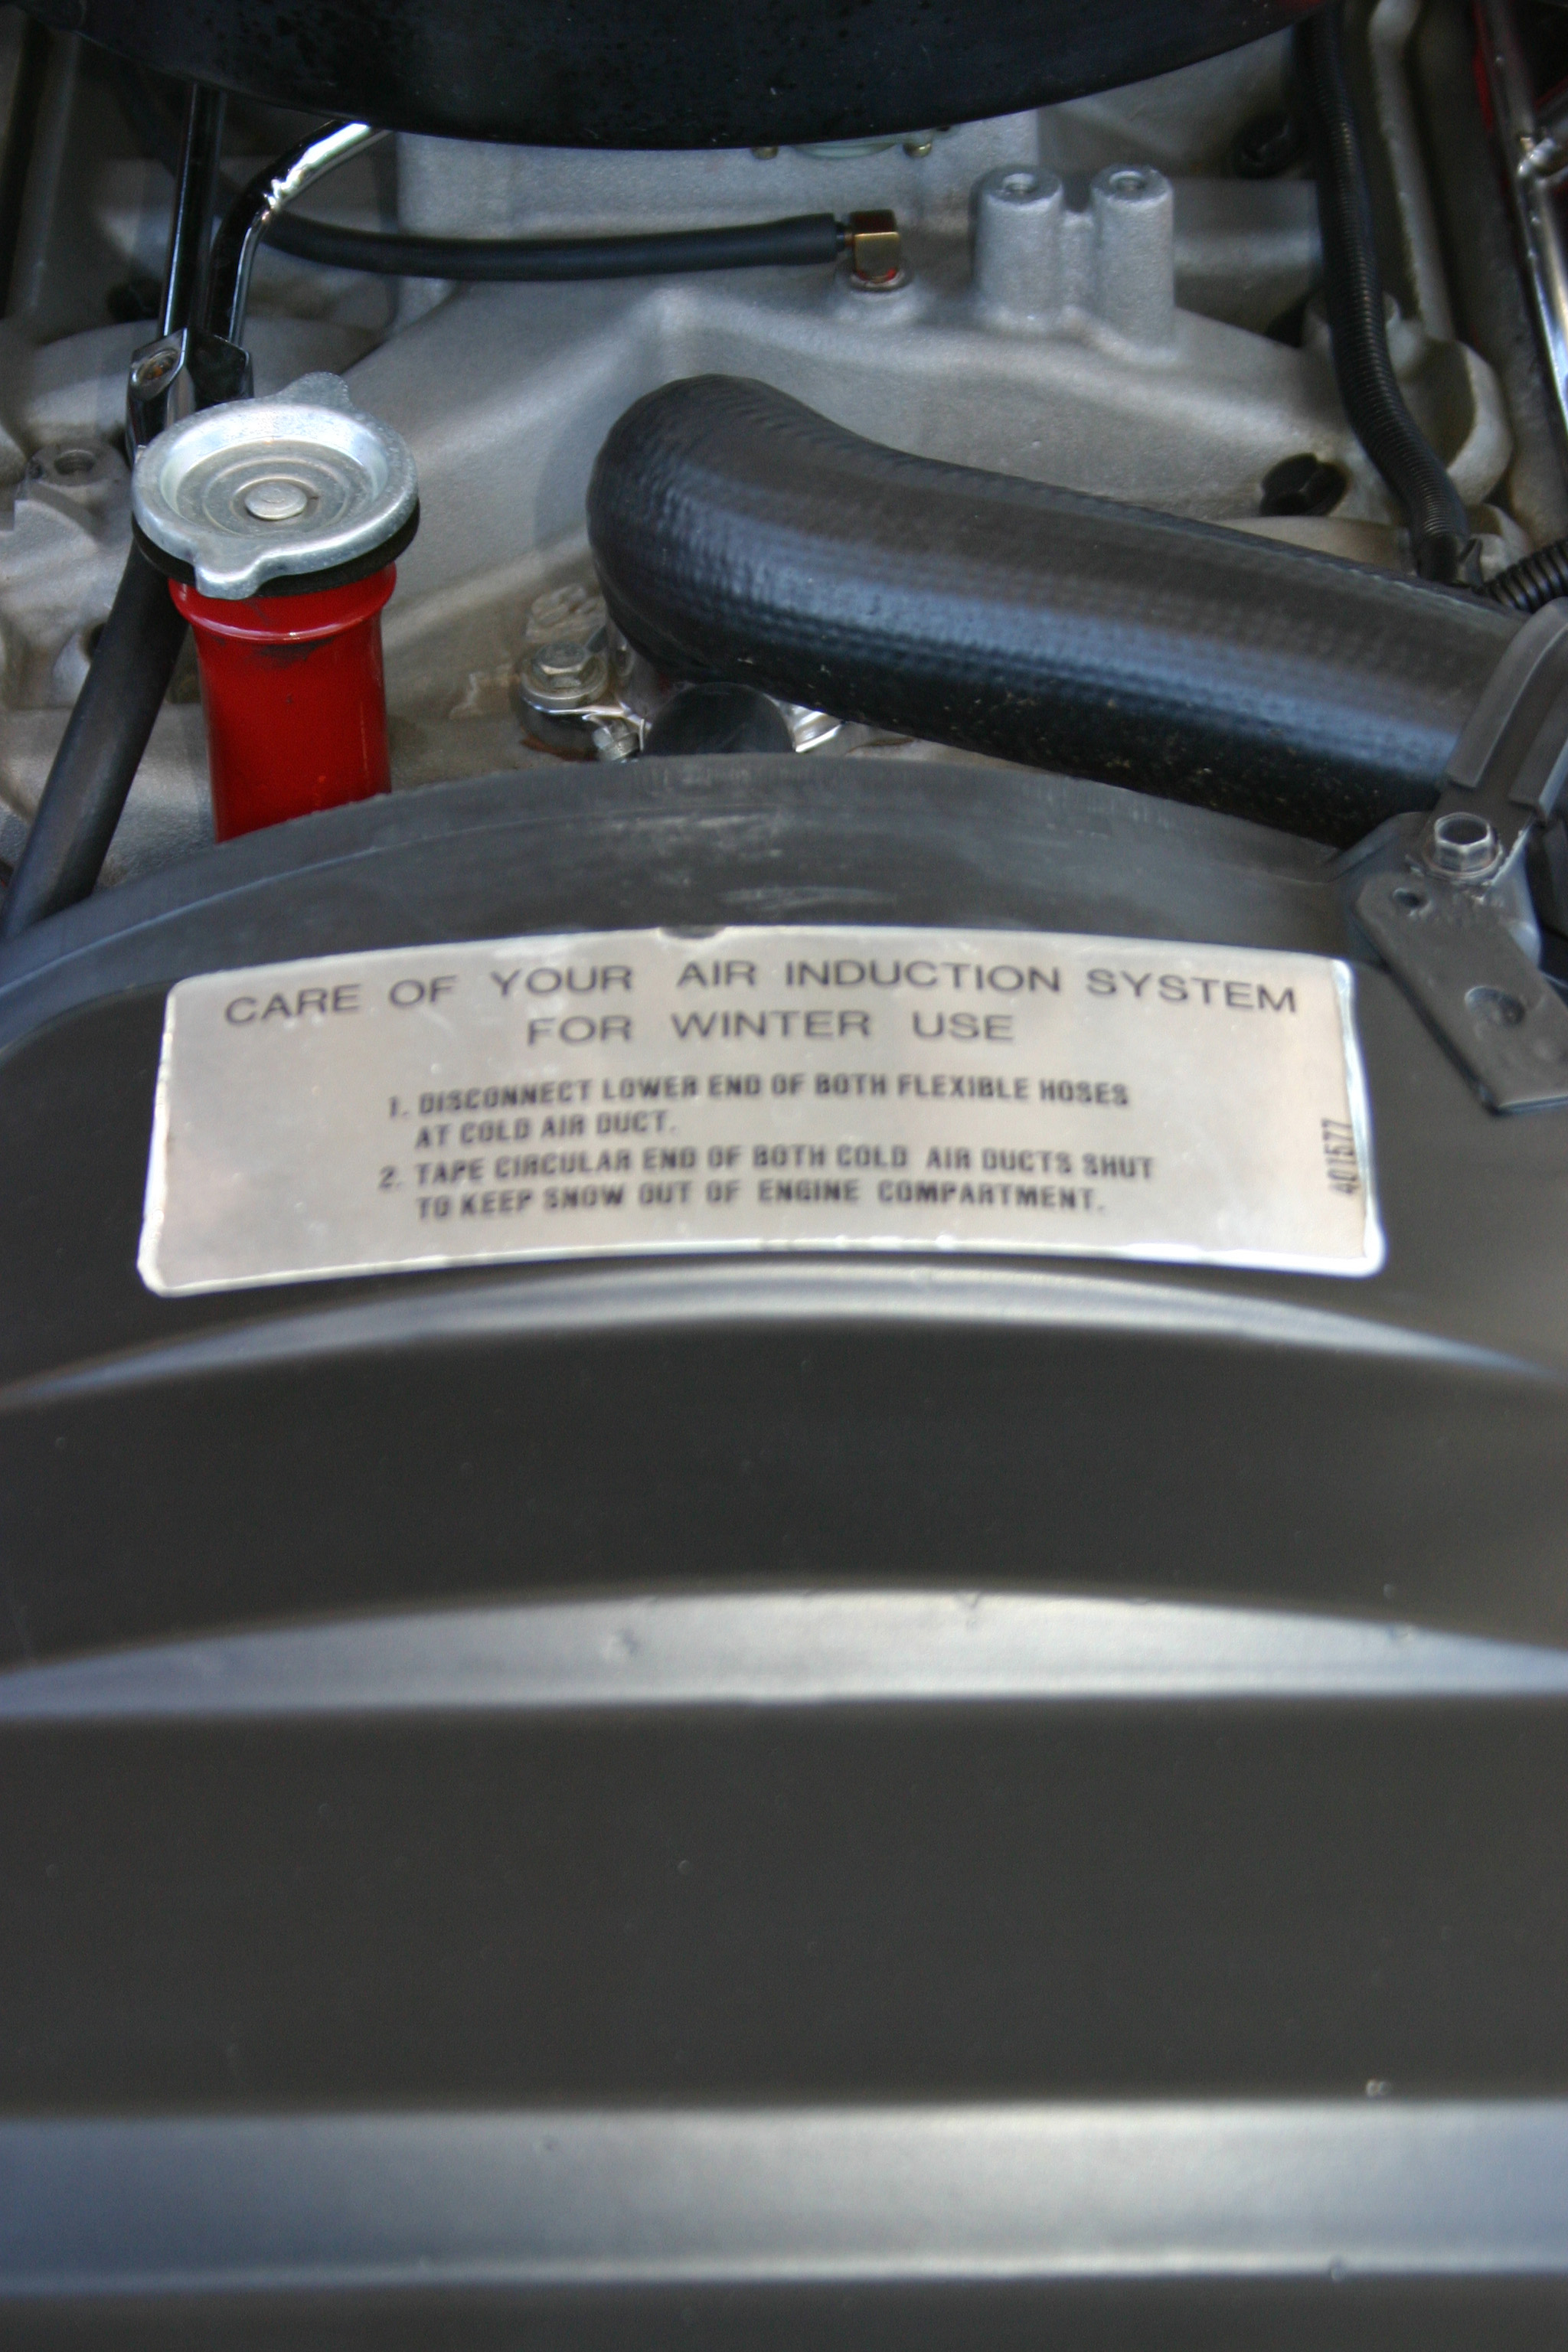 CARE OF YOUR AIR INDUCTION SYSTEM
FOR WINTER USE
1. DISCONNECT LOWER END OF BOTH FLEXIBLE HOSES
AT COLD AIR DUCT.
2. TAPE CIRCULAR END OF BOTH COLD AIR DUCTS SHUT
TO KEEP SNOW OUT OF ENGINE COMPARTMENT.
401577